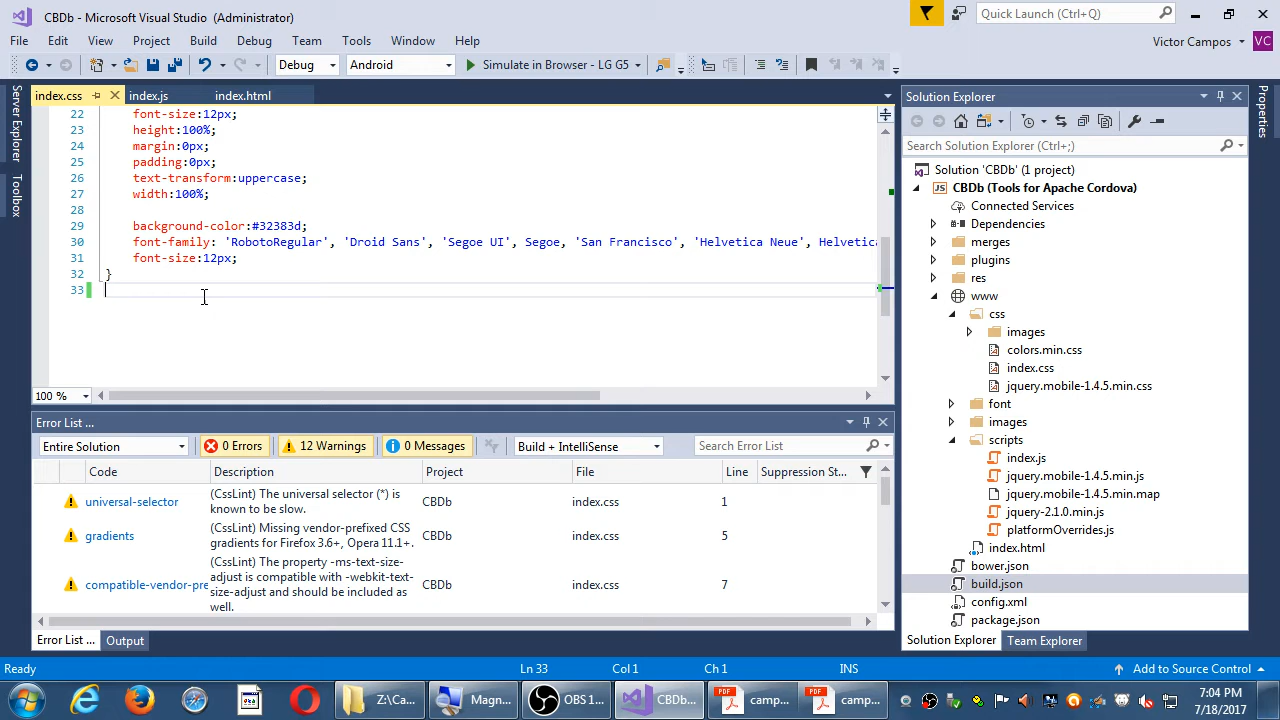 CBDb - Microsoft Visual Studio (Administrator)
Quick Launch (Ctrl+Q)
File Edit View Project Build Debug Team Tools Window Help
Victor Campos VC
Debug Android Simulate in Browser - LG G5
Server Explorer
Toolbox
index.css index.js index.html
22 font-size:12px;
23 height:100%;
24 margin:0px;
25 padding:0px;
26 text-transform:uppercase;
27 width:100%;
28
29 background-color:#32383d;
30 font-family: 'RobotoRegular', 'Droid Sans', 'Segoe UI', Segoe, 'San Francisco', 'Helvetica Neue', Helvetica
31 font-size:12px;
32 }
33
100 %
Error List ...
Entire Solution 0 Errors 12 Warnings 0 Messages Build + IntelliSense Search Error List
Code Description Project File Line Suppression St...
universal-selector (CssLint) The universal selector (*) is known to be slow. CBDb index.css 1
gradients (CssLint) Missing vendor-prefixed CSS gradients for Firefox 3.6+, Opera 11.1+. CBDb index.css 5
compatible-vendor-pre (CssLint) The property -ms-text-size-adjust is compatible with -webkit-text-size-adjust and should be included as well. CBDb index.css 7
Error List ... Output
Solution Explorer
Search Solution Explorer (Ctrl+;)
Solution 'CBDb' (1 project)
JS CBDb (Tools for Apache Cordova)
Connected Services
Dependencies
merges
plugins
res
www
css
images
colors.min.css
index.css
jquery.mobile-1.4.5.min.css
font
images
scripts
index.js
jquery.mobile-1.4.5.min.js
jquery.mobile-1.4.5.min.map
jquery-2.1.0.min.js
platformOverrides.js
index.html
bower.json
build.json
config.xml
package.json
Solution Explorer Team Explorer
Properties
Ready Ln 33 Col 1 Ch 1 INS Add to Source Control
Z:\Ca... Magn... OBS 1... CBDb... PDF camp... PDF camp...
7:04 PM
7/18/2017